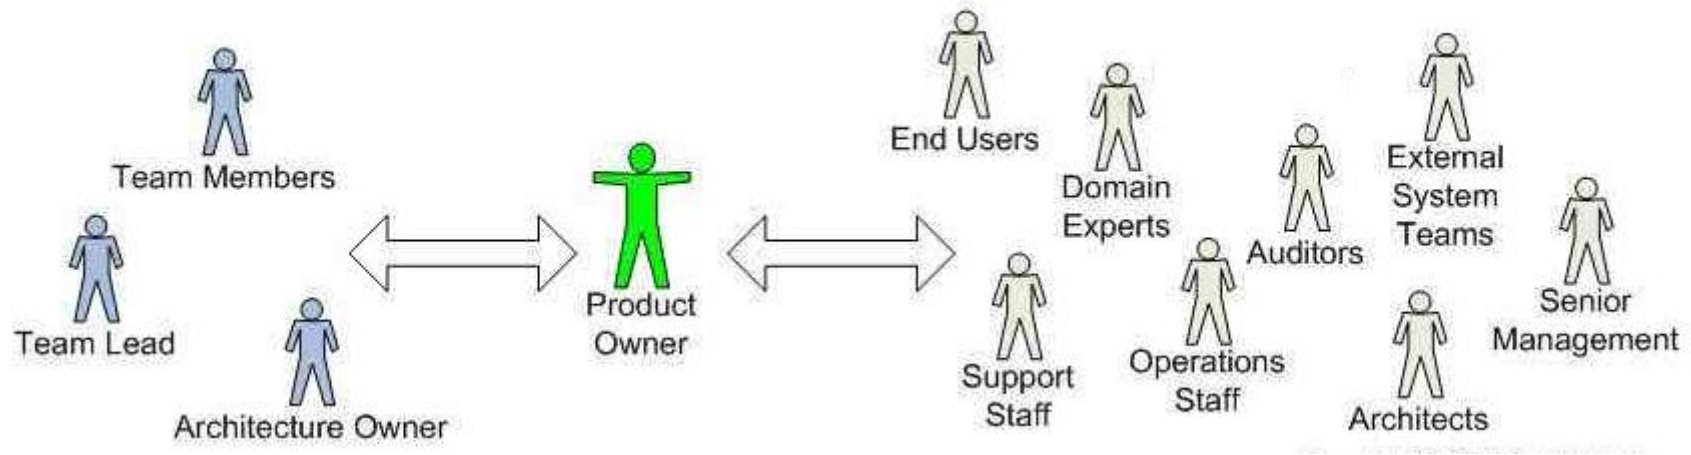 Team Members
Team Lead
Architecture Owner
Product
Owner
End Users
Domain
Experts
Auditors
External
System
Teams
Senior
Management
Support
Staff
Operations
Staff
Architects